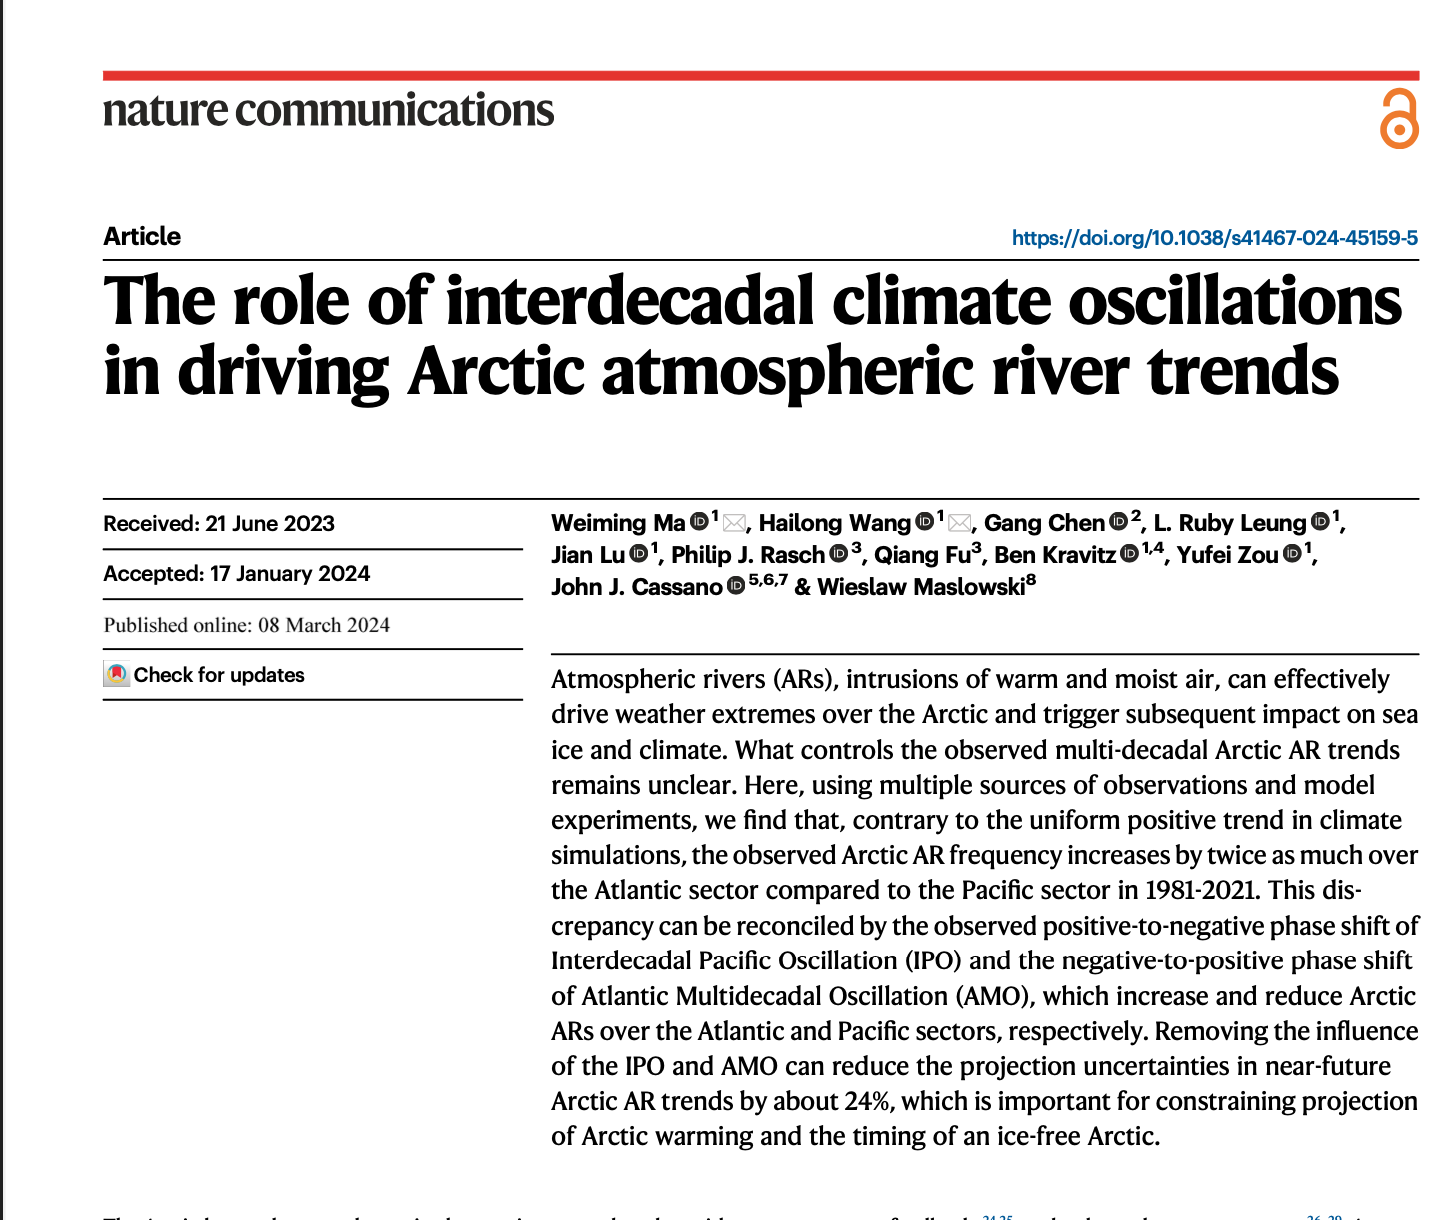 nature communications
Article
https://doi.org/10.1038/s41467-024-45159-5
The role of interdecadal climate oscillations
in driving Arctic atmospheric river trends
Received: 21 June 2023
Accepted: 17 January 2024
Published online: 08 March 2024
Check for updates
Weiming Ma 1, Hailong Wang 1, Gang Chen 2, L. Ruby Leung 1,
Jian Lu 1, Philip J. Rasch 3, Qiang Fu3, Ben Kravitz 1,4, Yufei Zou 1,
John J. Cassano 5,6,7 & Wieslaw Maslowski8
Atmospheric rivers (ARs), intrusions of warm and moist air, can effectively
drive weather extremes over the Arctic and trigger subsequent impact on sea
ice and climate. What controls the observed multi-decadal Arctic AR trends
remains unclear. Here, using multiple sources of observations and model
experiments, we find that, contrary to the uniform positive trend in climate
simulations, the observed Arctic AR frequency increases by twice as much over
the Atlantic sector compared to the Pacific sector in 1981-2021. This dis-
crepancy can be reconciled by the observed positive-to-negative phase shift of
Interdecadal Pacific Oscillation (IPO) and the negative-to-positive phase shift
of Atlantic Multidecadal Oscillation (AMO), which increase and reduce Arctic
ARs over the Atlantic and Pacific sectors, respectively. Removing the influence
of the IPO and AMO can reduce the projection uncertainties in near-future
Arctic AR trends by about 24%, which is important for constraining projection
of Arctic warming and the timing of an ice-free Arctic.